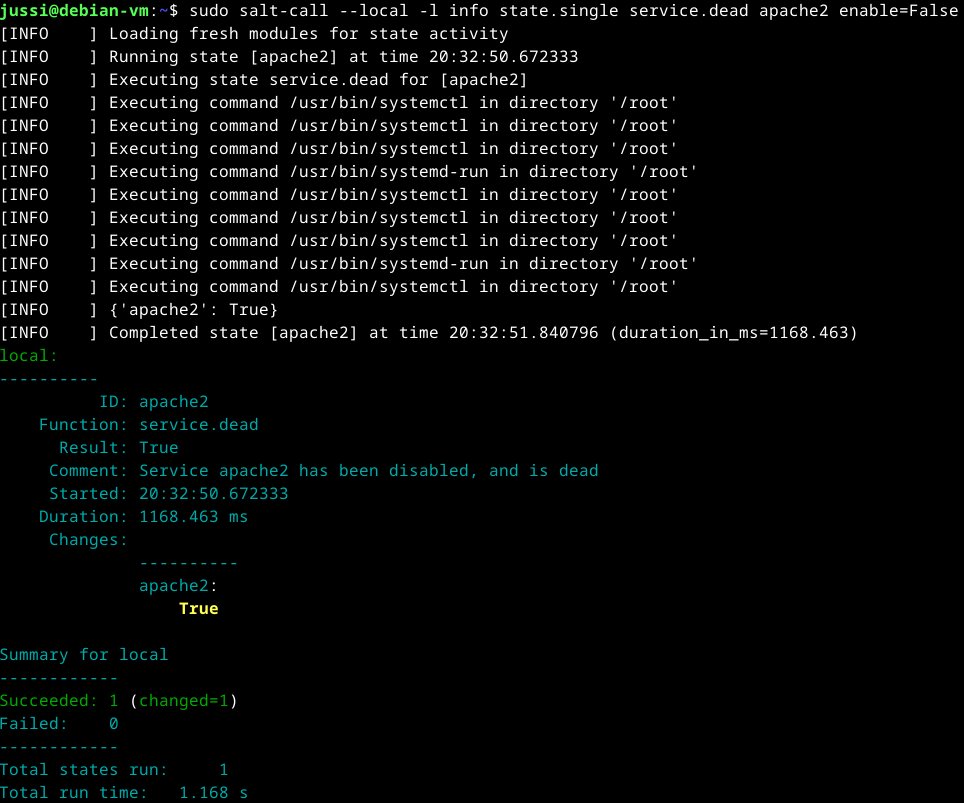 jussi@debian-vm:~$ sudo salt-call --local -l info state.single service.dead apache2 enable=False
[INFO    ] Loading fresh modules for state activity
[INFO    ] Running state [apache2] at time 20:32:50.672333
[INFO    ] Executing state service.dead for [apache2]
[INFO    ] Executing command /usr/bin/systemctl in directory '/root'
[INFO    ] Executing command /usr/bin/systemctl in directory '/root'
[INFO    ] Executing command /usr/bin/systemctl in directory '/root'
[INFO    ] Executing command /usr/bin/systemd-run in directory '/root'
[INFO    ] Executing command /usr/bin/systemctl in directory '/root'
[INFO    ] Executing command /usr/bin/systemctl in directory '/root'
[INFO    ] Executing command /usr/bin/systemctl in directory '/root'
[INFO    ] Executing command /usr/bin/systemd-run in directory '/root'
[INFO    ] Executing command /usr/bin/systemctl in directory '/root'
[INFO    ] {'apache2': True}
[INFO    ] Completed state [apache2] at time 20:32:51.840796 (duration_in_ms=1168.463)
local:
----------
          ID: apache2
    Function: service.dead
      Result: True
     Comment: Service apache2 has been disabled, and is dead
     Started: 20:32:50.672333
    Duration: 1168.463 ms
     Changes:
              ----------
              apache2:
                  True

Summary for local
------------
Succeeded: 1 (changed=1)
Failed:    0
------------
Total states run:     1
Total run time:   1.168 s